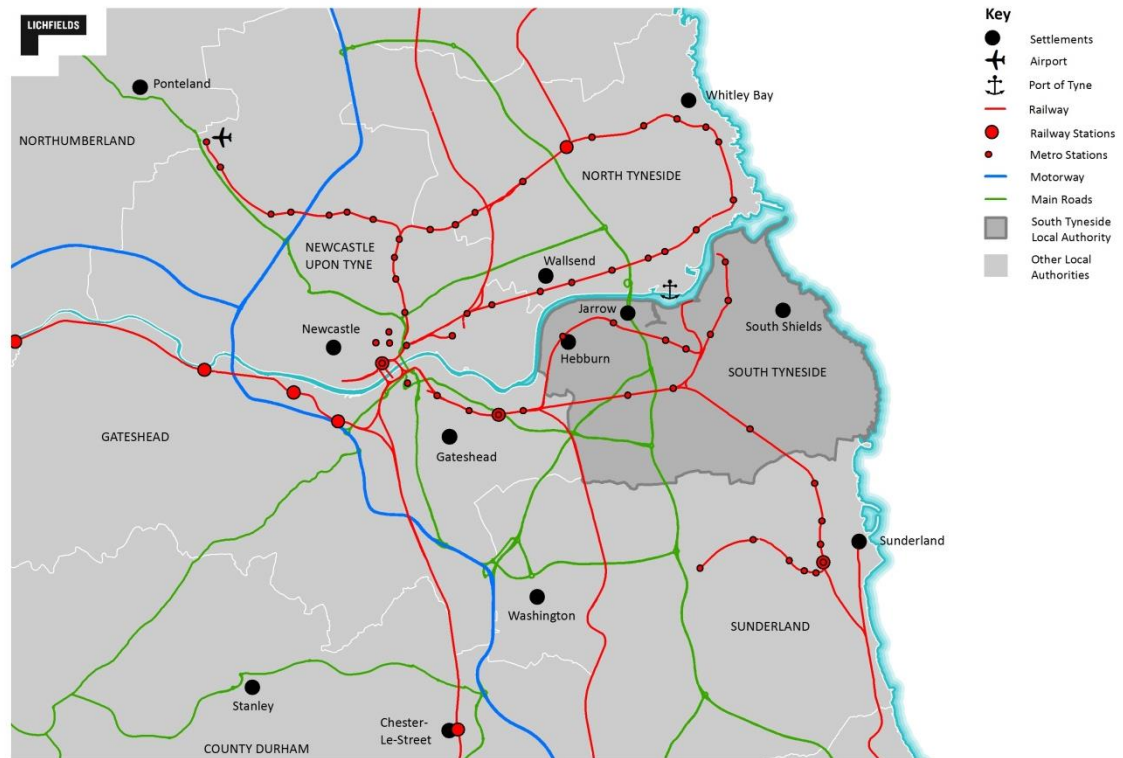 LICHFIELDS
Ponteland
Whitley Bay
NORTHUMBERLAND
NORTH TYNESIDE
NEWCASTLE
UPON TYNE
Wallsend
Jarrow
South Shields
Newcastle
Hebburn
SOUTH TYNESIDE
GATESHEAD
Gateshead
Sunderland
Washington
SUNDERLAND
Stanley
Chester-
Le-Street
COUNTY DURHAM
Key
Settlements
Airport
Port of Tyne
Railway
Railway Stations
Metro Stations
Motorway
Main Roads
South Tyneside
Local Authority
Other Local
Authorities